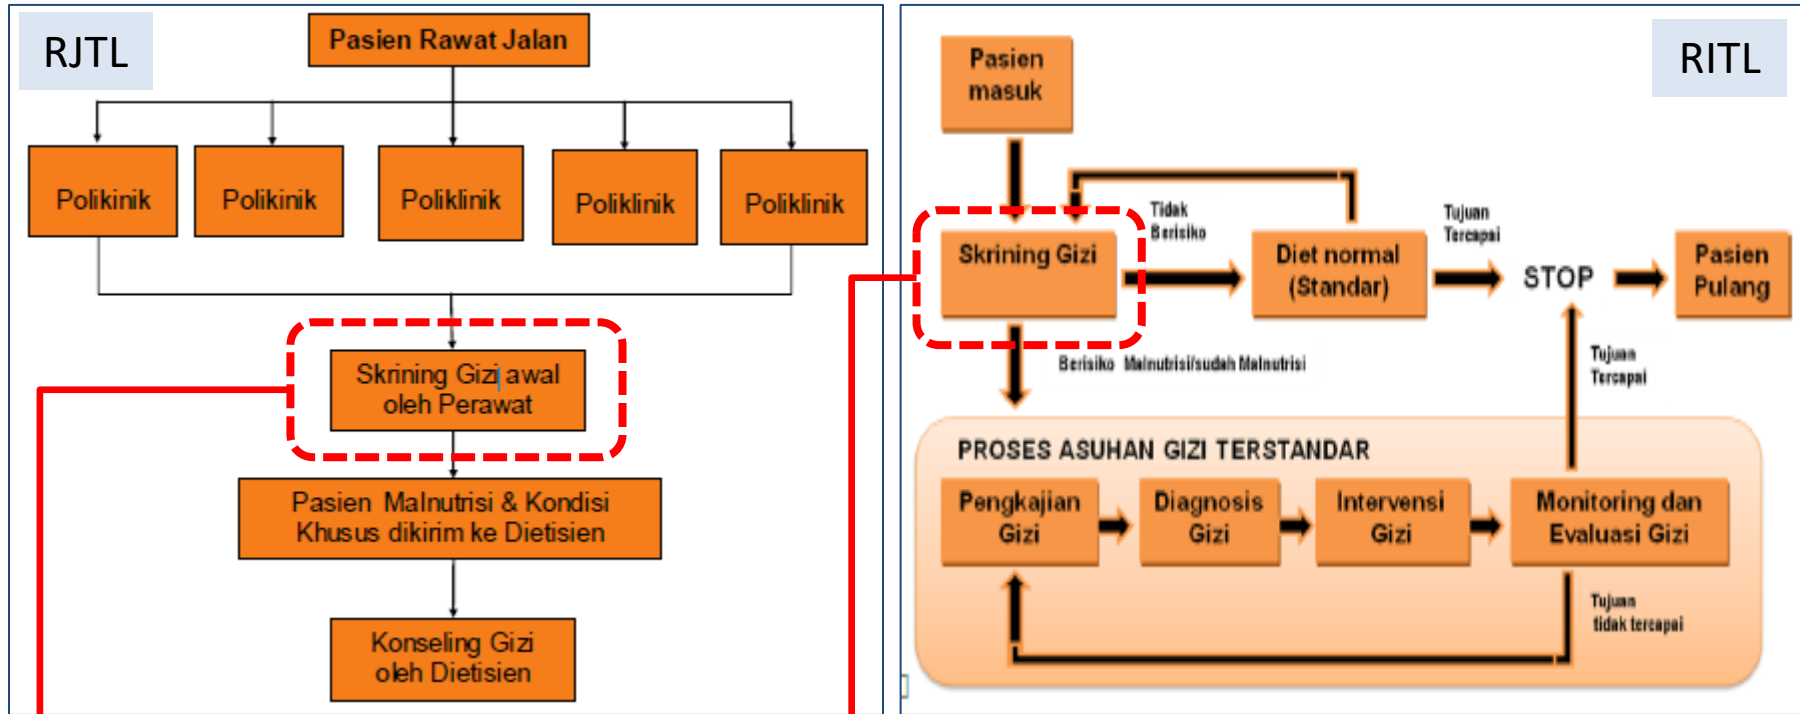 RJTL
Pasien Rawat Jalan
Polikinik
Polikinik
Poliklinik
Poliklinik
Poliklinik
Skrining Gizi awal
oleh Perawat
Pasien Malnutrisi & Kondisi
Khusus dikirim ke Dietisien
Konseling Gizi
oleh Dietisien
RITL
Pasien
masuk
Skrining Gizi
Tidak
Berisiko
Diet normal
(Standar)
Tujuan
Tercapai
STOP
Pasien
Pulang
Berisiko Malnutrisi/sudah Malnutrisi
Tujuan
Tercapai
PROSES ASUHAN GIZI TERSTANDAR
Pengkajian
Gizi
Diagnosis
Gizi
Intervensi
Gizi
Monitoring dan
Evaluasi Gizi
Tujuan
tidak tercapai